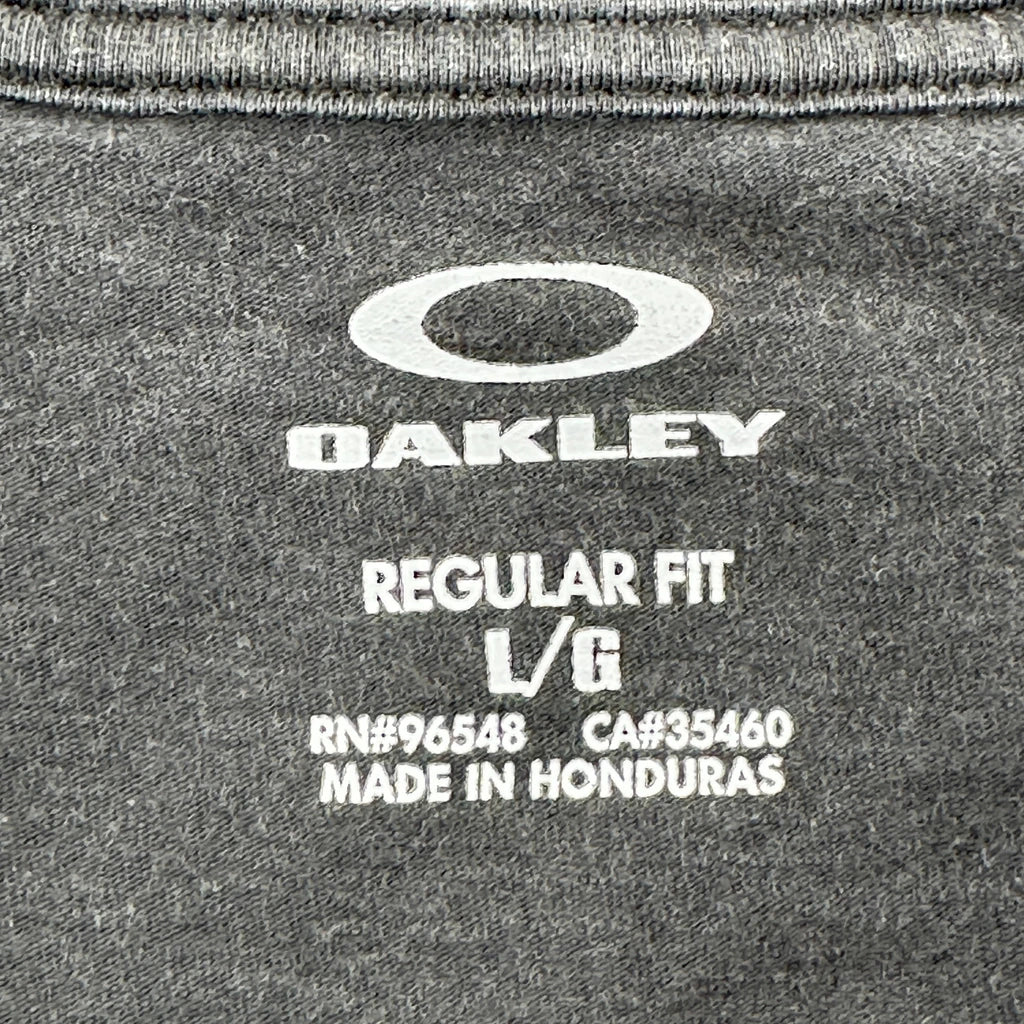 OAKLEY
REGULAR FIT
L/G
RN#96548 CA#35460
MADE IN HONDURAS